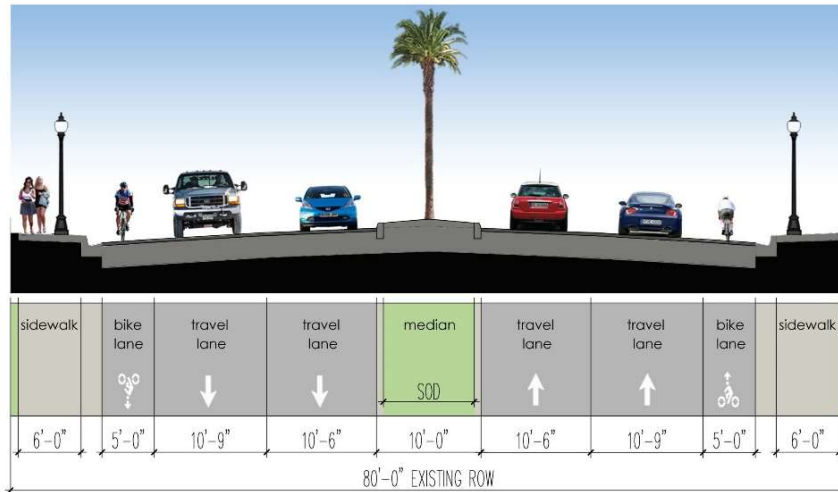 sidewalk
bike
lane
travel
lane
travel
lane
median
SOD
travel
lane
travel
lane
bike
lane
sidewalk
6'-0"
5'-0"
10'-9"
10'-6"
10'-0"
10'-6"
10'-9"
5'-0"
6'-0"
80'-0" EXISTING ROW